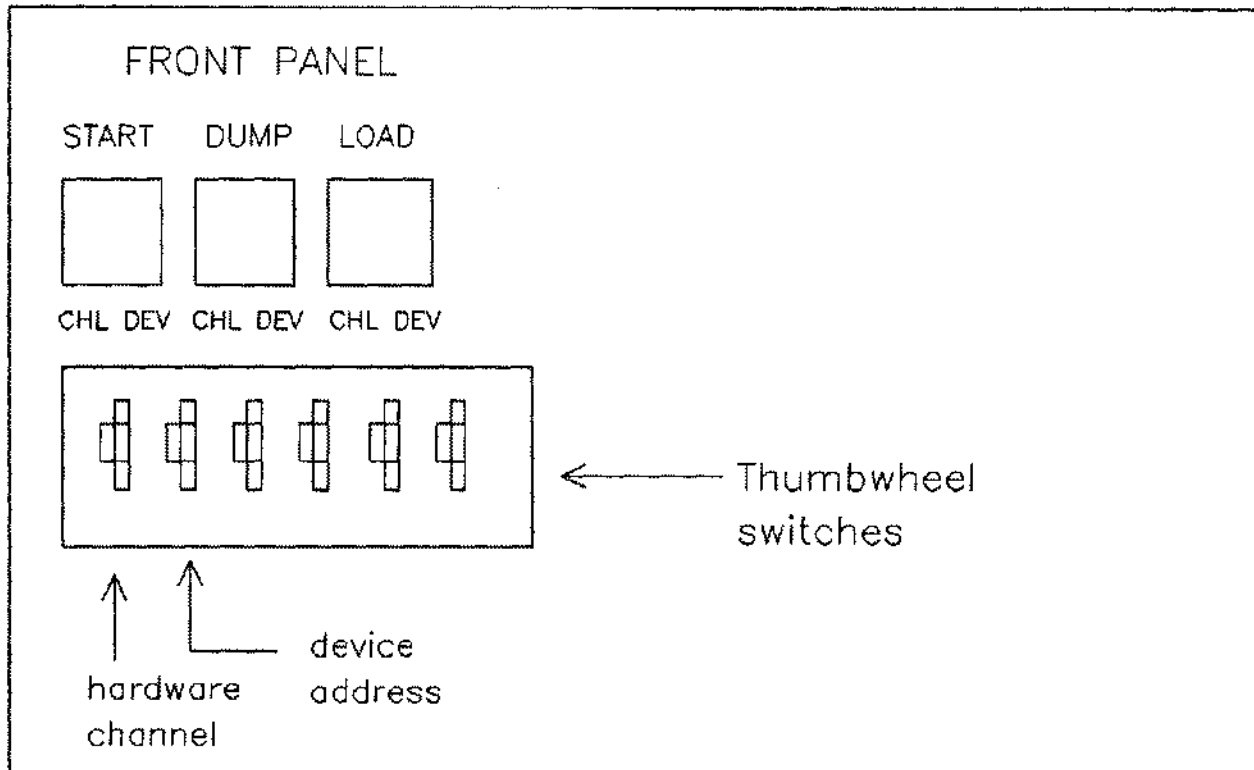 FRONT PANEL
START DUMP LOAD
CHL DEV CHL DEV CHL DEV
Thumbwheel
switches
device
address
hardware
channel